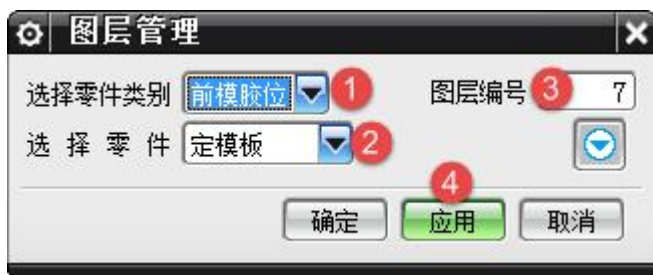 图层管理
选择零件类别 前模胶位 1 图层编号 3 7
选择零件 定模板 2
4
确定 应用 取消